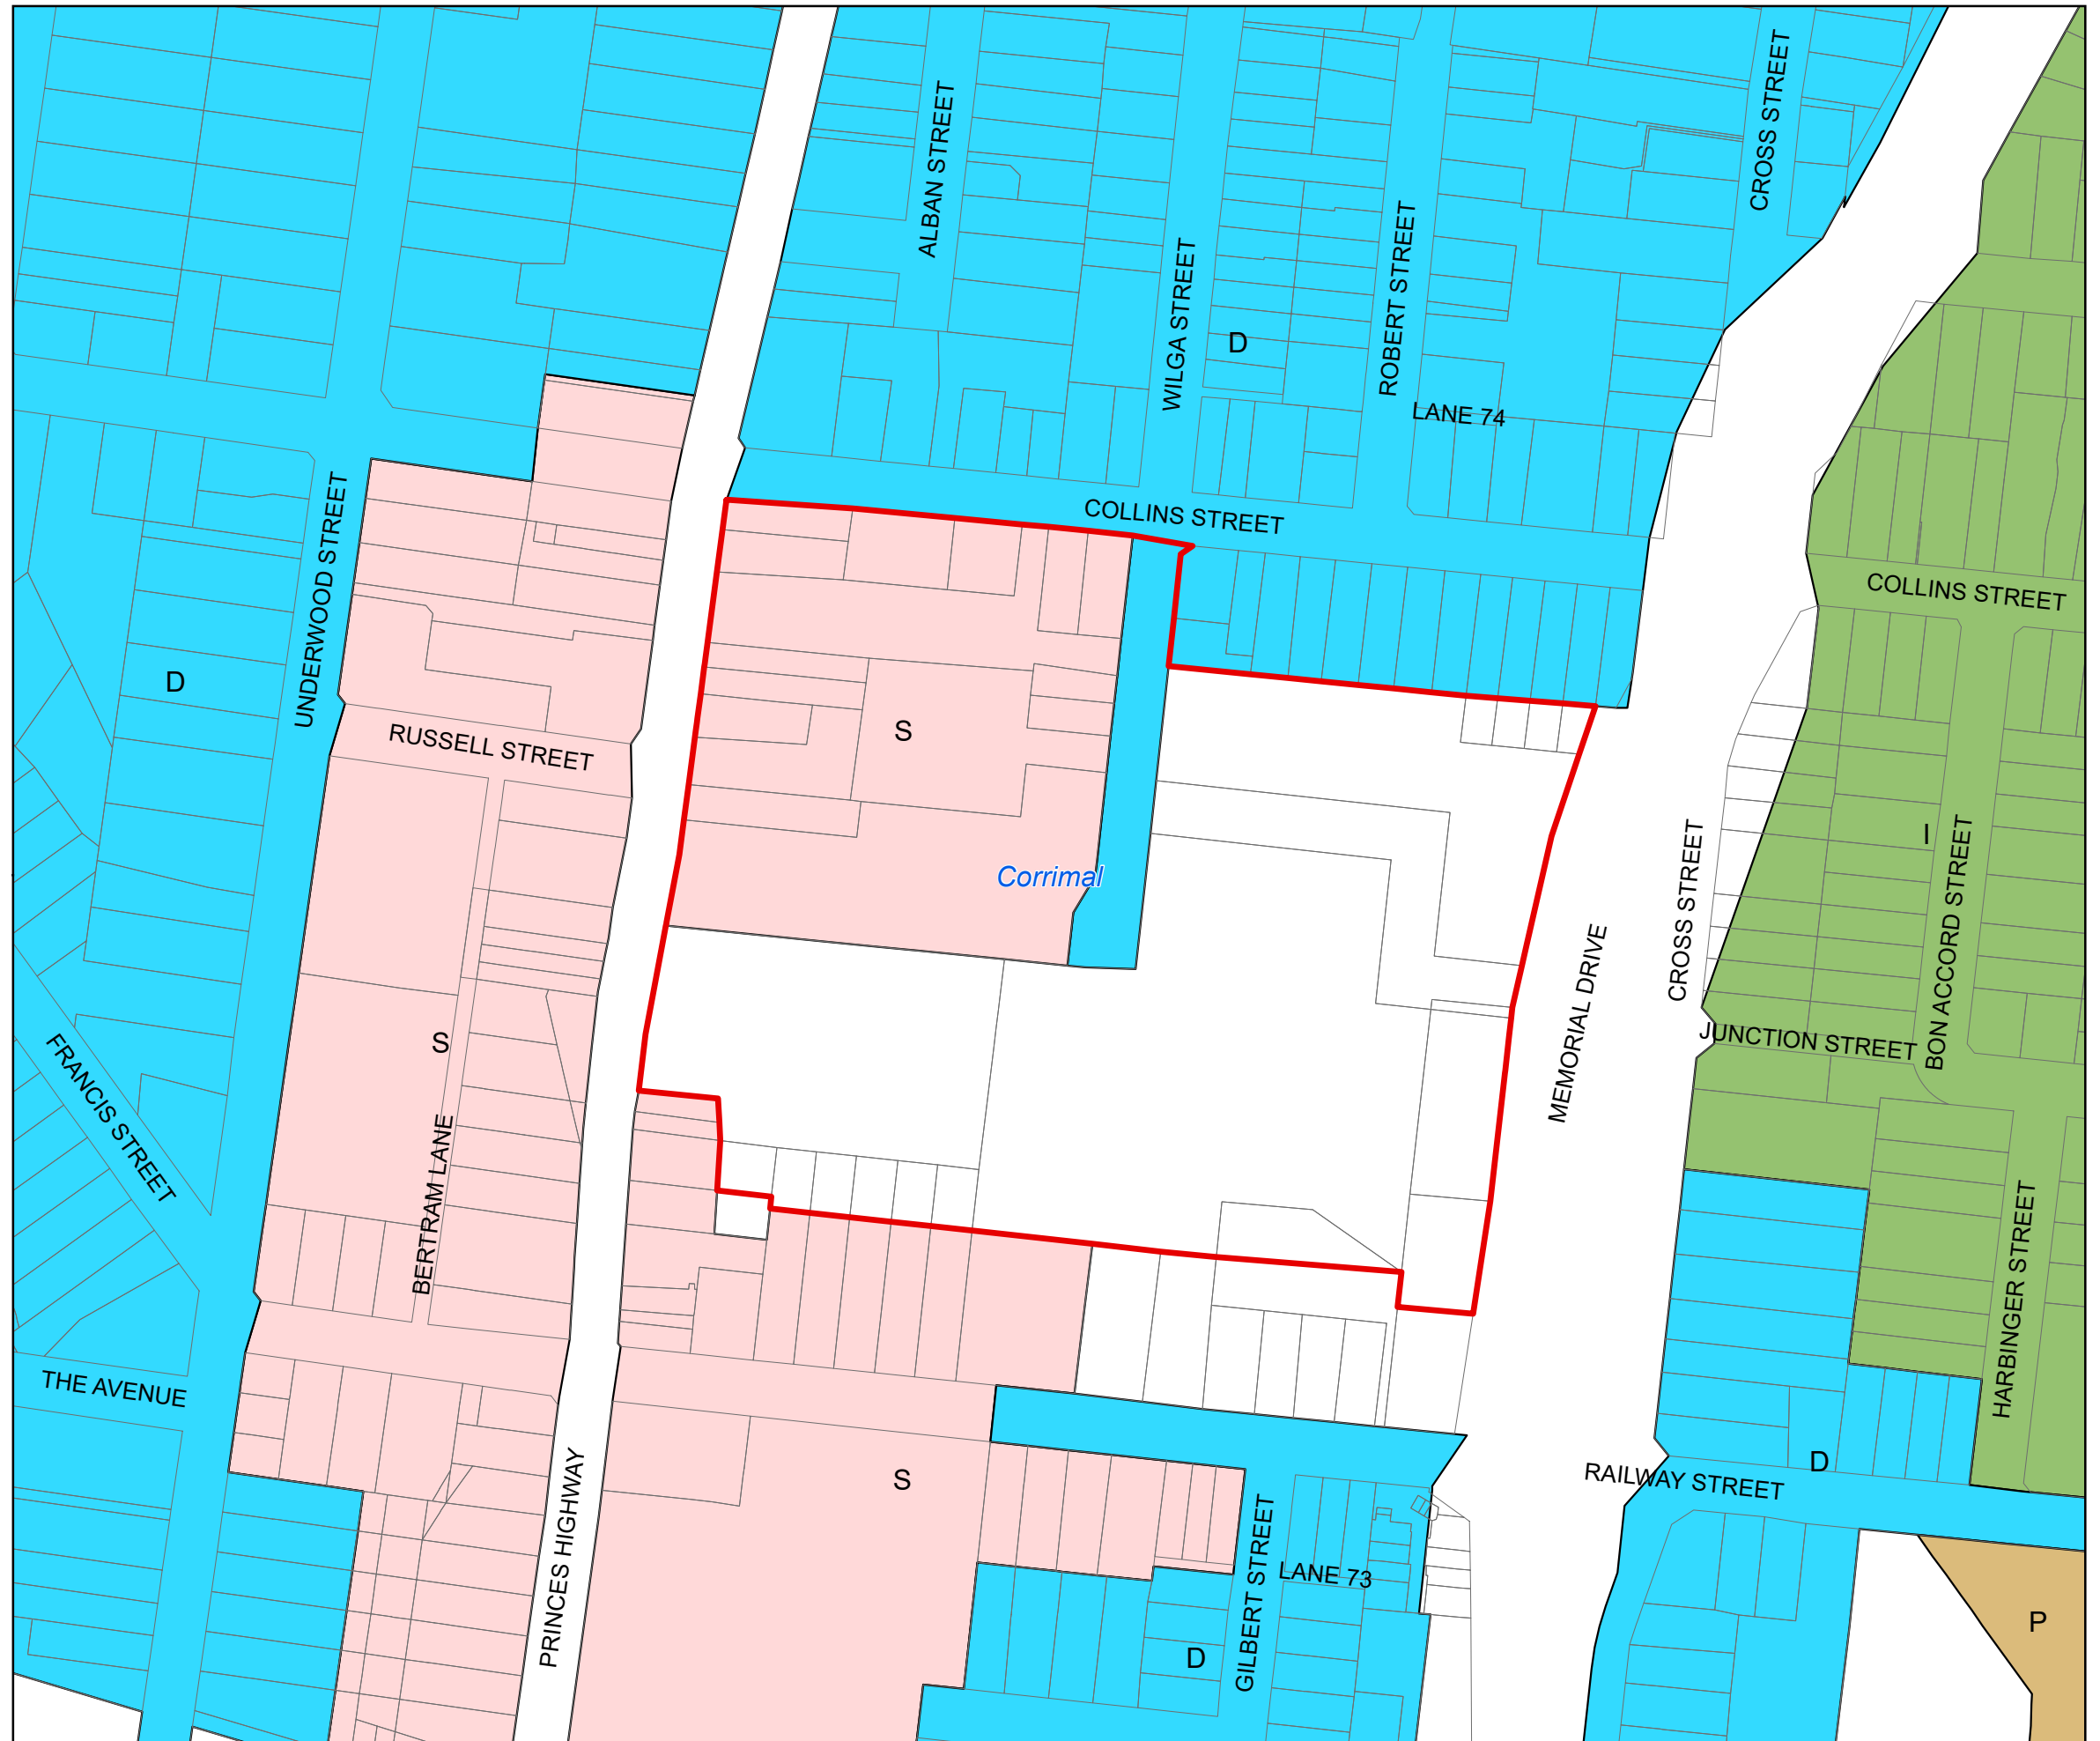 CROSS STREET
ALBAN STREET
WILGA STREET
ROBERT STREET
D
LANE 74
COLLINS STREET
UNDERWOOD STREET
COLLINS STREET
D
RUSSELL STREET
S
I
Corrimal
CROSS STREET
BON ACCORD STREET
MEMORIAL DRIVE
JUNCTION STREET
S
FRANCIS STREET
BERTRAM LANE
HARBINGER STREET
THE AVENUE
D
RAILWAY STREET
S
PRINCES HIGHWAY
GILBERT STREET
LANE 73
P
D